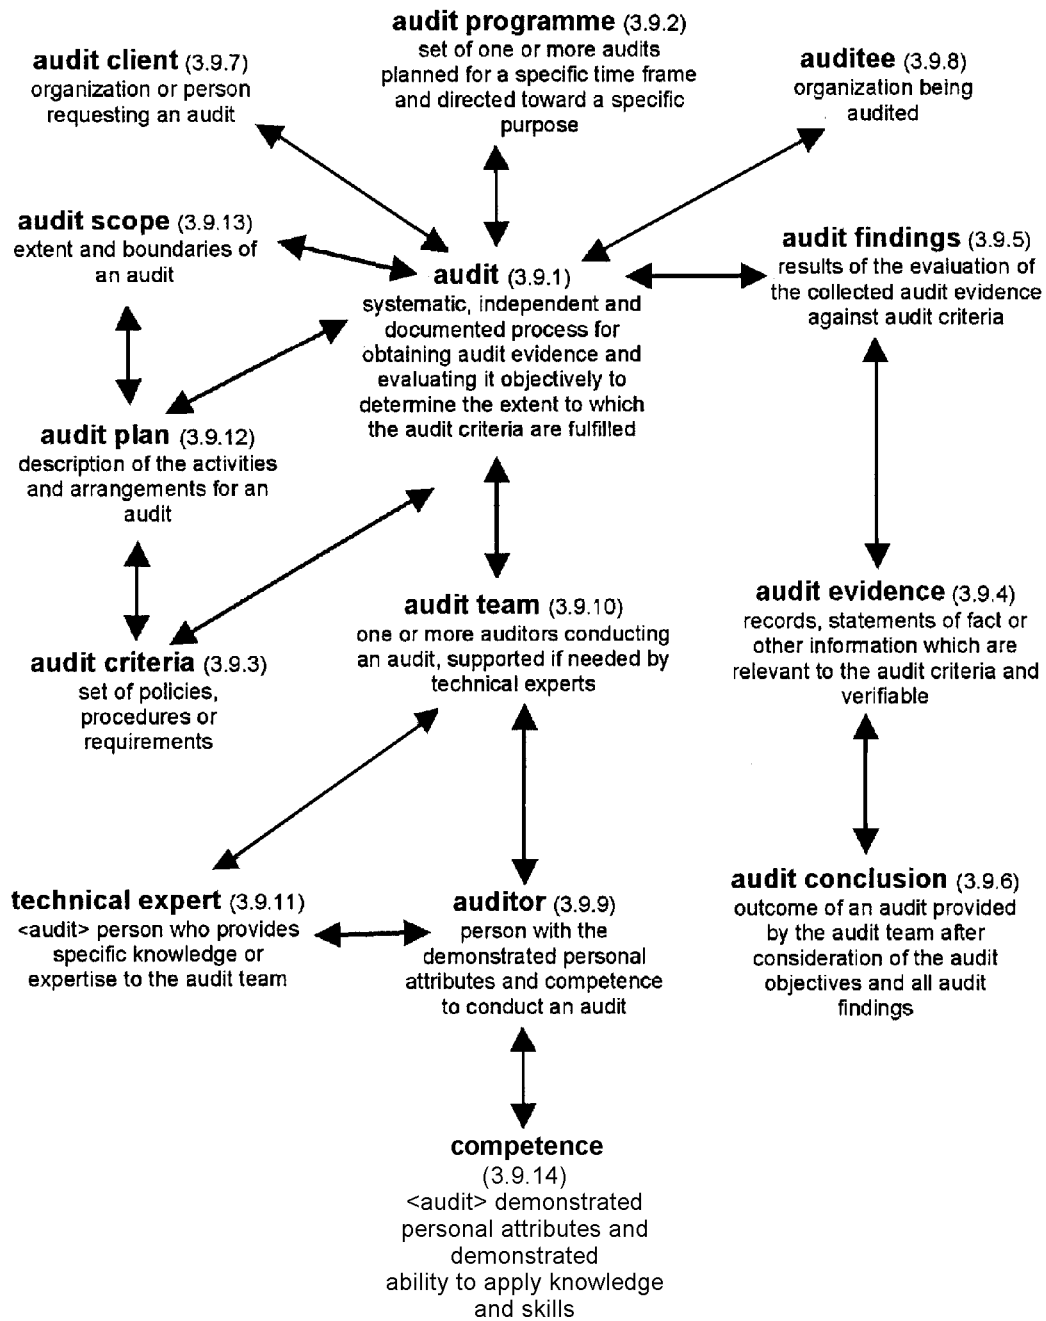 audit programme (3.9.2)
set of one or more audits
planned for a specific time frame
and directed toward a specific
purpose
audit client (3.9.7)
organization or person
requesting an audit
auditee (3.9.8)
organization being
audited
audit scope (3.9.13)
extent and boundaries of
an audit
audit (3.9.1)
systematic, independent and
documented process for
obtaining audit evidence and
evaluating it objectively to
determine the extent to which
the audit criteria are fulfilled
audit findings (3.9.5)
results of the evaluation of
the collected audit evidence
against audit criteria
audit plan (3.9.12)
description of the activities
and arrangements for an
audit
audit criteria (3.9.3)
set of policies,
procedures or
requirements
audit team (3.9.10)
one or more auditors conducting
an audit, supported if needed by
technical experts
audit evidence (3.9.4)
records, statements of fact or
other information which are
relevant to the audit criteria and
verifiable
technical expert (3.9.11)
<audit> person who provides
specific knowledge or
expertise to the audit team
auditor (3.9.9)
person with the
demonstrated personal
attributes and competence
to conduct an audit
audit conclusion (3.9.6)
outcome of an audit provided
by the audit team after
consideration of the audit
objectives and all audit
findings
competence
(3.9.14)
<audit> demonstrated
personal attributes and
demonstrated
ability to apply knowledge
and skills